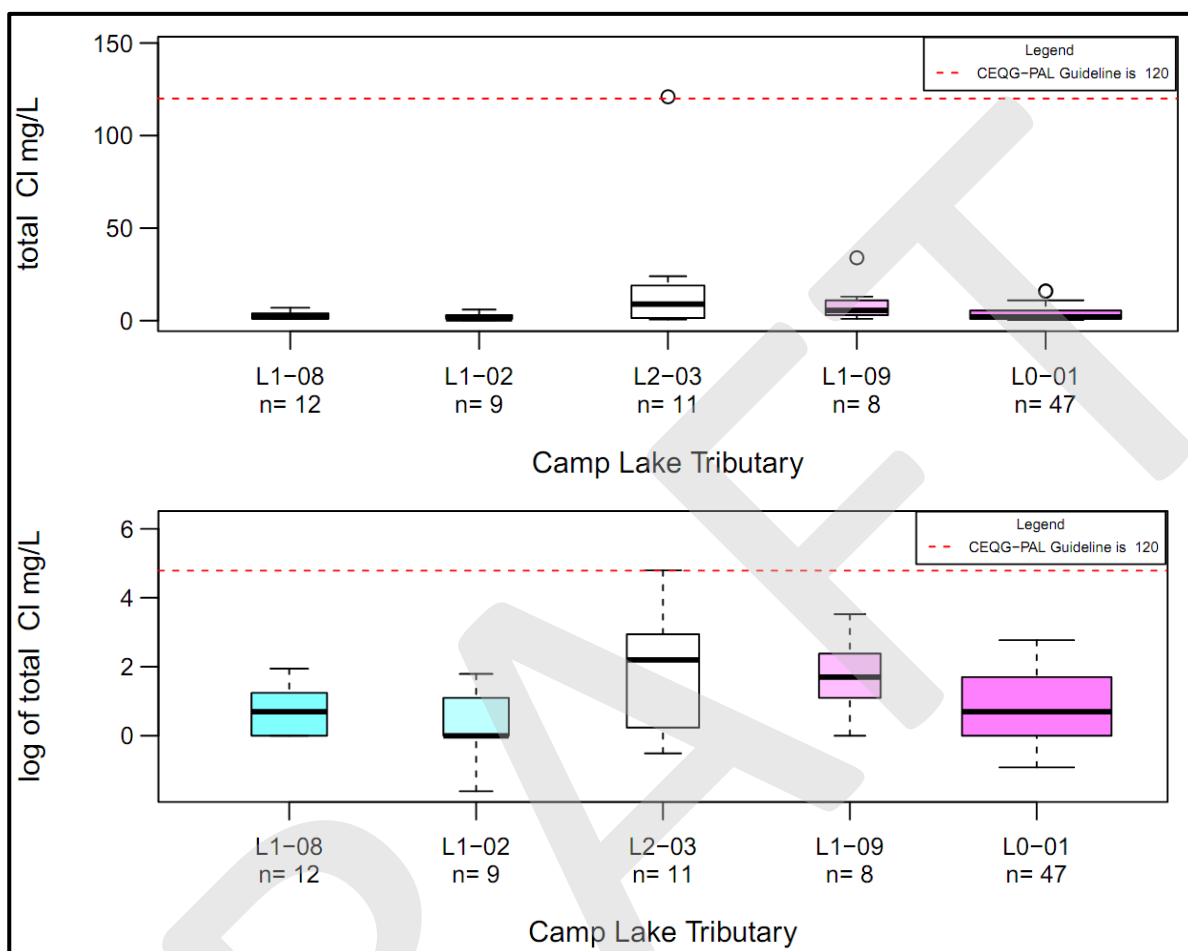 total Cl mg/L
150
100
50
0
Legend
CEQG-PAL Guideline is 120
L1-08 L1-02 L2-03 L1-09 L0-01
n= 12 n= 9 n= 11 n= 8 n= 47
Camp Lake Tributary
log of total Cl mg/L
6
4
2
0
Legend
CEQG-PAL Guideline is 120
L1-08 L1-02 L2-03 L1-09 L0-01
n= 12 n= 9 n= 11 n= 8 n= 47
Camp Lake Tributary
RAFT